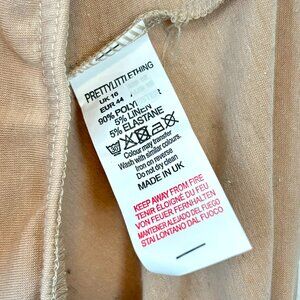 PRETTYLITTLETHING
UK 16
EUR 44
90% POLY
5% LINEN
5% ELASTANE
Colour may transfer
Wash with similar colours.
Iron on reverse
Do not dry clean
MADE IN UK
KEEP AWAY FROM FIRE
TENIR ÉLOIGNÉ DU FEU
VON FEUER FERNHALTEN
MANTENER ALEJADO DEL FUEGO
STAI LONTANO DAL FUOCO